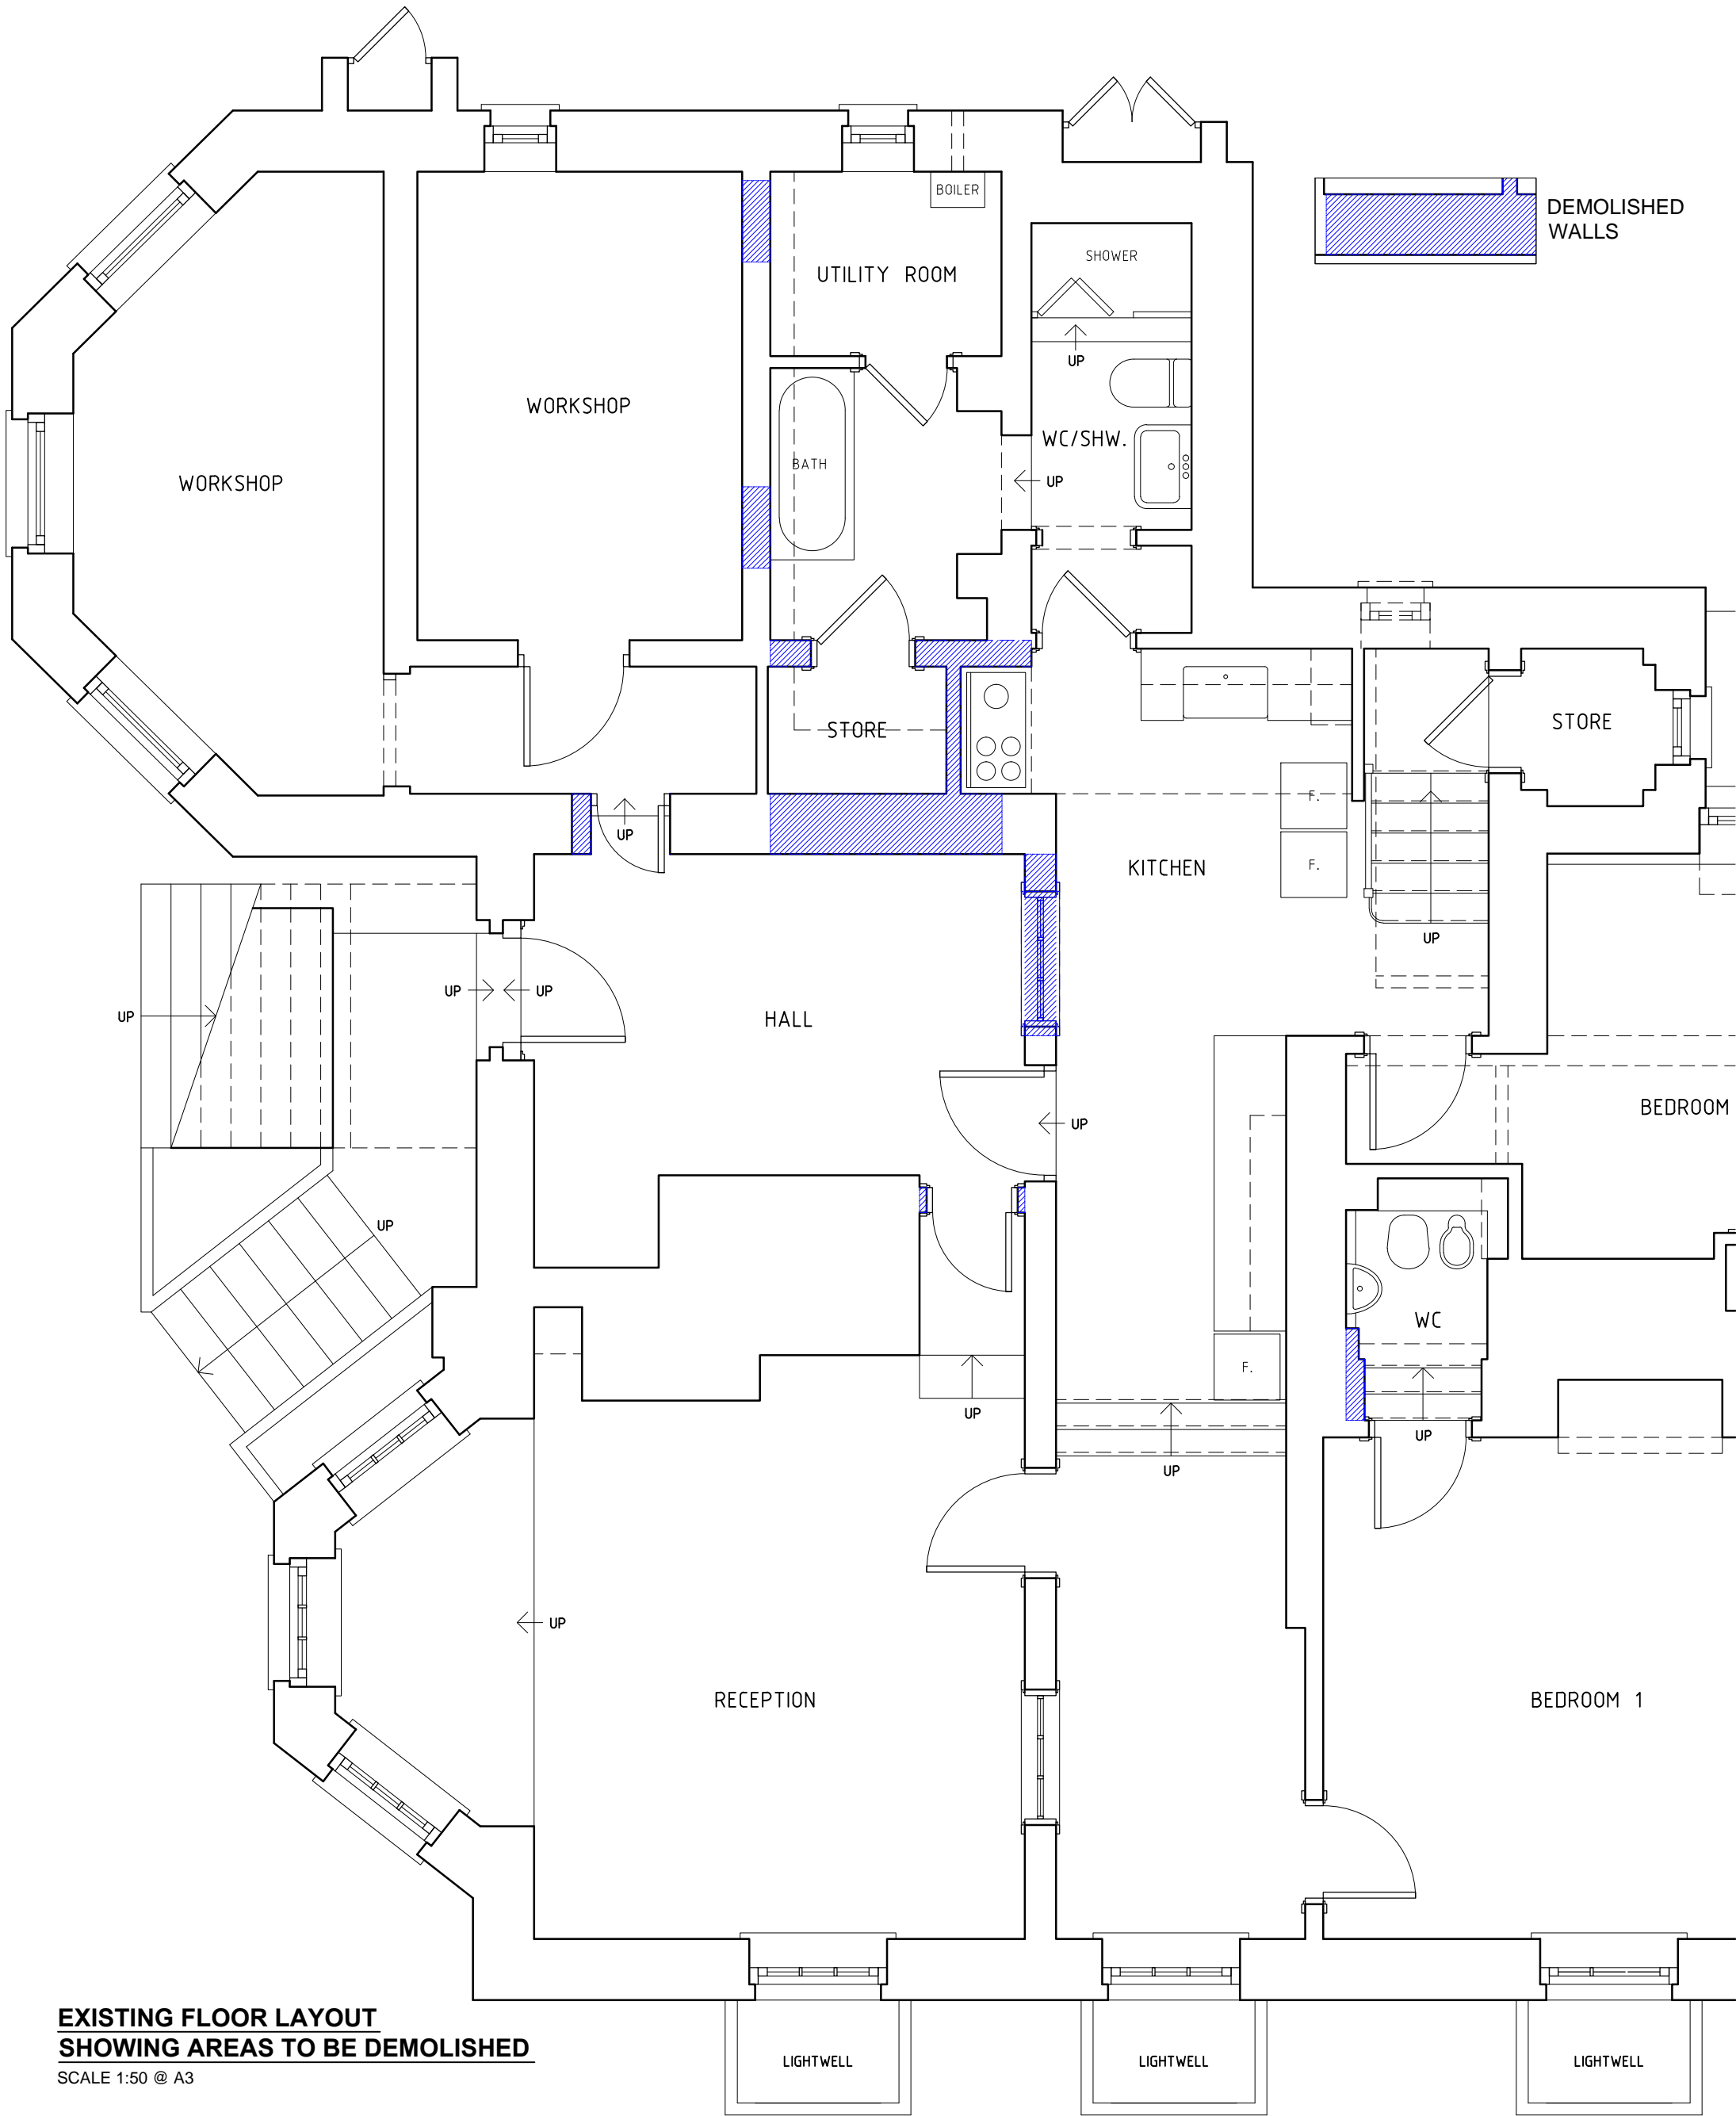 BOILER
DEMOLISHED
WALLS
SHOWER
UTILITY ROOM
UP
WORKSHOP
WC/SHW.
BATH
WORKSHOP
UP
STORE
STORE
F.
UP
F.
KITCHEN
UP
UP
UP
UP
HALL
BEDROOM
UP
UP
WC
F.
UP
UP
UP
UP
RECEPTION
BEDROOM 1
EXISTING FLOOR LAYOUT
SHOWING AREAS TO BE DEMOLISHED
SCALE 1:50 @ A3
LIGHTWELL
LIGHTWELL
LIGHTWELL